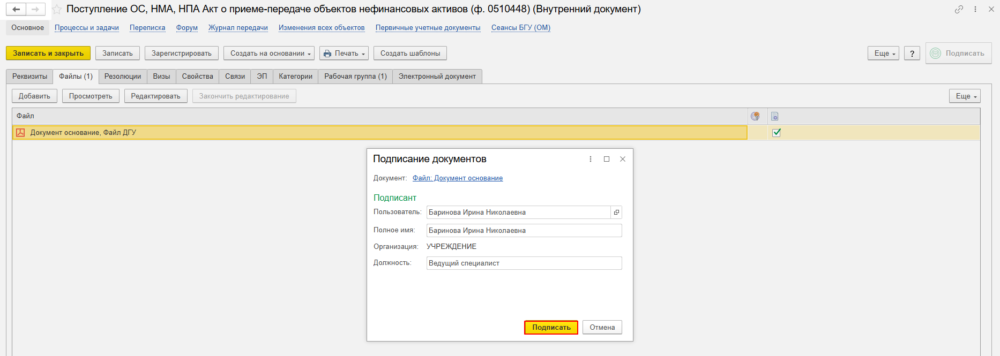 Поступление ОС, НМА, НПА Акт о приеме-передаче объектов нефинансовых активов (ф. 0510448) (Внутренний документ)
Основное Процессы и задачи Переписка Форум Журнал передачи Изменения всех объектов Первичные учетные документы Сеансы БГУ (ОМ)
Записать и закрыть Записать Зарегистрировать Создать на основании Печать Создать шаблоны Еще ? Подписать
Реквизиты Файлы (1) Резолюции Визы Свойства Связи ЭП Категории Рабочая группа (1) Электронный документ
Добавить Просмотреть Редактировать Закончить редактирование Еще
Файл
Документ основание, Файл ДГУ
Подписание документов
Документ: Файл: Документ основание
Подписант
Пользователь: Баринова Ирина Николаевна
Полное имя: Баринова Ирина Николаевна
Организация: УЧРЕЖДЕНИЕ
Должность: Ведущий специалист
Подписать Отмена